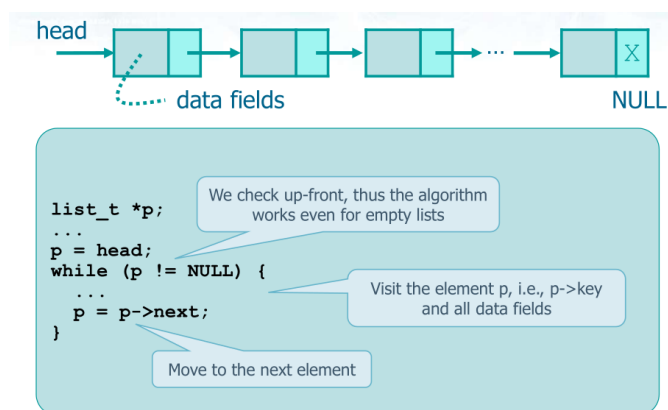 head
...
X
data fields
NULL
We check up-front, thus the algorithm
works even for empty lists
list_t *p;
...
p = head;
while (p != NULL) {
Visit the element p, i.e., p->key
and all data fields
...
p = p->next;
}
Move to the next element